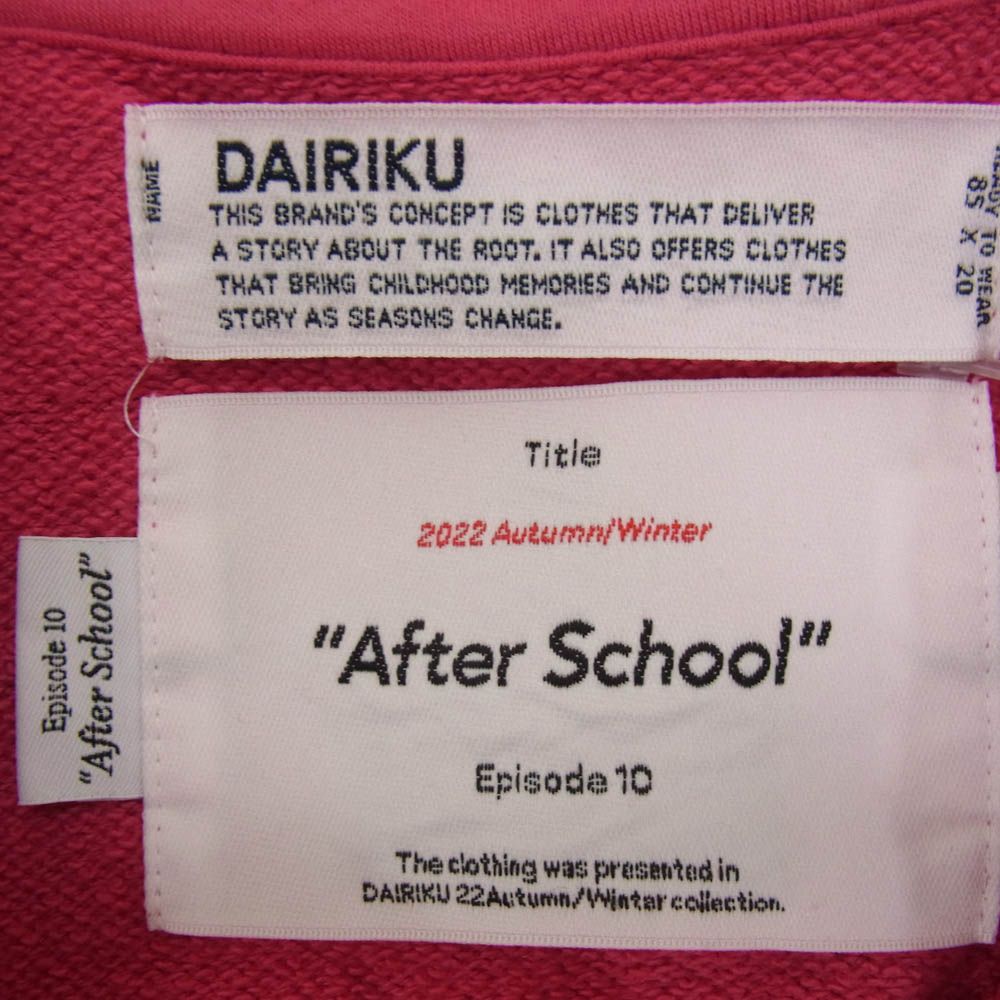 NAME
DAIRIKU
THIS BRAND'S CONCEPT IS CLOTHES THAT DELIVER
A STORY ABOUT THE ROOT. IT ALSO OFFERS CLOTHES
THAT BRING CHILDHOOD MEMORIES AND CONTINUE THE
STORY AS SEASONS CHANGE.
READY TO WEAR
85 X 20
Title
2022 Autumn/Winter
"After School"
Episode 10
The clothing was presented in
DAIRIKU 22Autumn/Winter collection.
Episode 10
"After School"